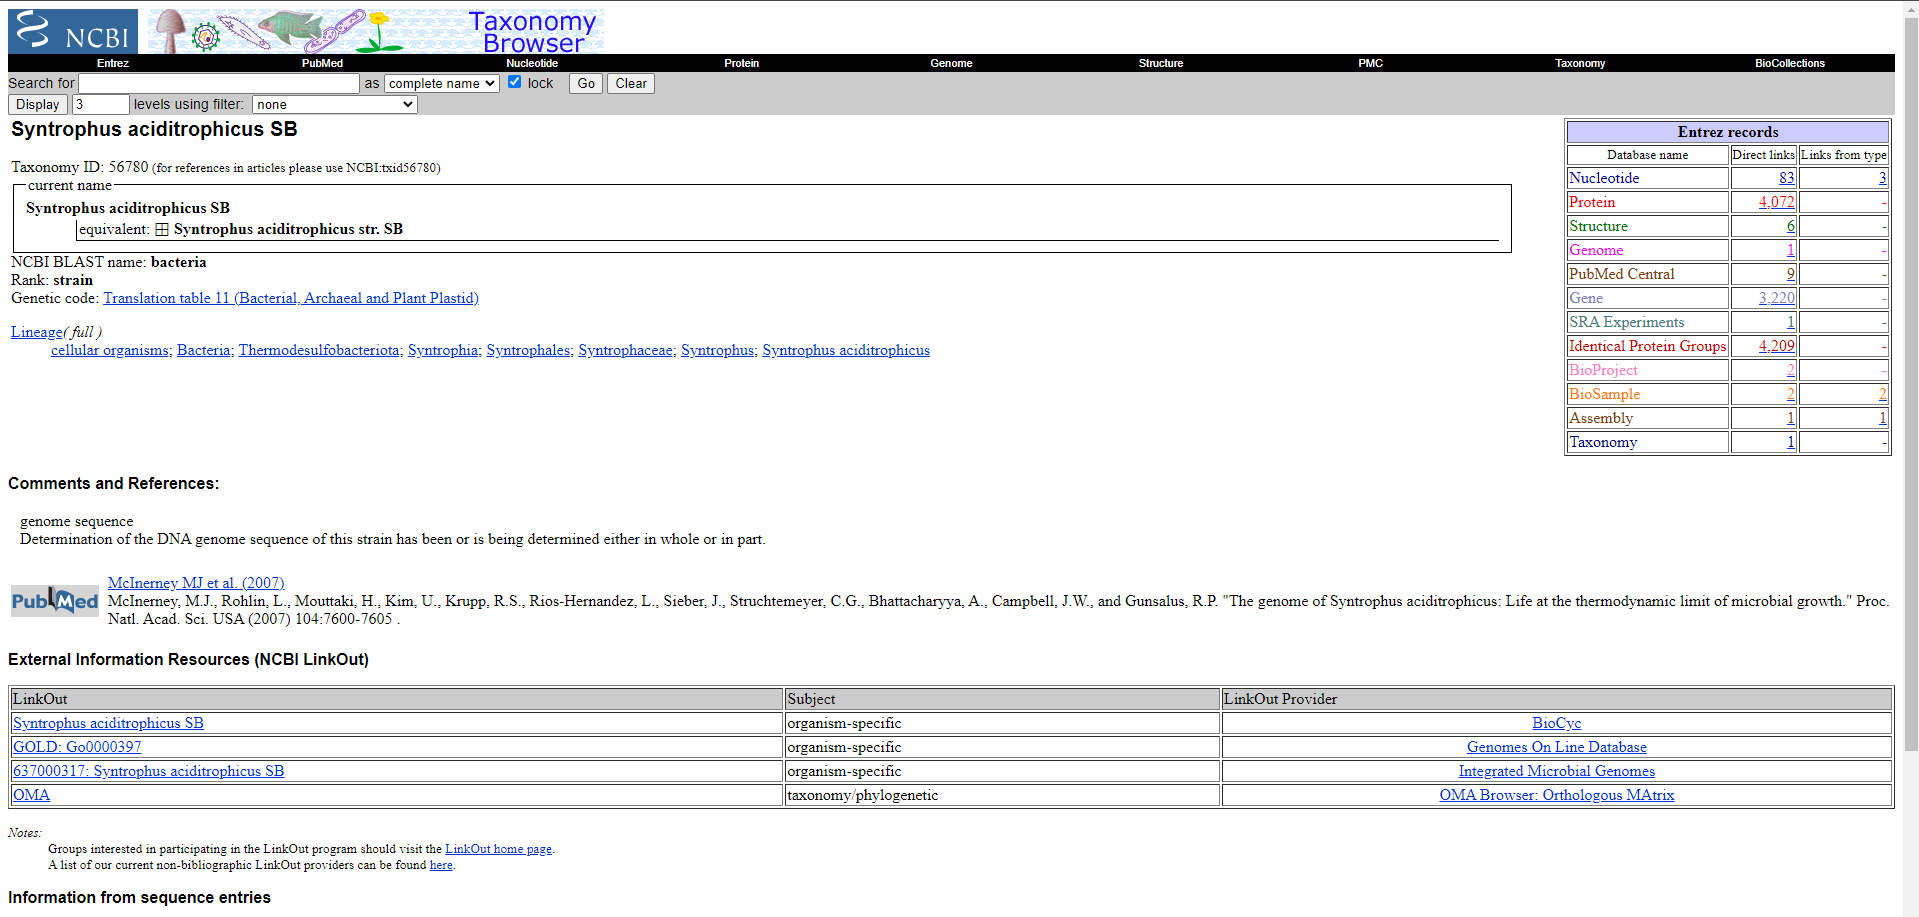 NCBI
Taxonomy
Browser
Entrez PubMed Nucleotide Protein Genome Structure PMC Taxonomy BioCollections
Search for as complete name lock Go Clear
Display 3 levels using filter: none
Syntrophus aciditrophicus SB
Taxonomy ID: 56780 (for references in articles please use NCBI:txid56780)
current name
Syntrophus aciditrophicus SB
equivalent: Syntrophus aciditrophicus str. SB
NCBI BLAST name: bacteria
Rank: strain
Genetic code: Translation table 11 (Bacterial, Archaeal and Plant Plastid)
Lineage( full )
cellular organisms; Bacteria; Thermodesulfobacteriota; Syntrophia; Syntrophales; Syntrophaceae; Syntrophus; Syntrophus aciditrophicus
Entrez records
Database name Direct links Links from type
Nucleotide 83 3
Protein 4,072 -
Structure 6 -
Genome 1 -
PubMed Central 9 -
Gene 3,220 -
SRA Experiments 1 -
Identical Protein Groups 4,209 -
BioProject 2 -
BioSample 2 2
Assembly 1 1
Taxonomy 1 -
Comments and References:
genome sequence
Determination of the DNA genome sequence of this strain has been or is being determined either in whole or in part.
PubMed
McInerney MJ et al. (2007)
McInerney, M.J., Rohlin, L., Mouttaki, H., Kim, U., Krupp, R.S., Rios-Hernandez, L., Sieber, J., Struchtemeyer, C.G., Bhattacharyya, A., Campbell, J.W., and Gunsalus, R.P. "The genome of Syntrophus aciditrophicus: Life at the thermodynamic limit of microbial growth." Proc.
Natl. Acad. Sci. USA (2007) 104:7600-7605 .
External Information Resources (NCBI LinkOut)
LinkOut Subject LinkOut Provider
Syntrophus aciditrophicus SB organism-specific BioCyc
GOLD: Go0000397 organism-specific Genomes On Line Database
637000317: Syntrophus aciditrophicus SB organism-specific Integrated Microbial Genomes
OMA taxonomy/phylogenetic OMA Browser: Orthologous MAtrix
Notes:
Groups interested in participating in the LinkOut program should visit the LinkOut home page.
A list of our current non-bibliographic LinkOut providers can be found here.
Information from sequence entries